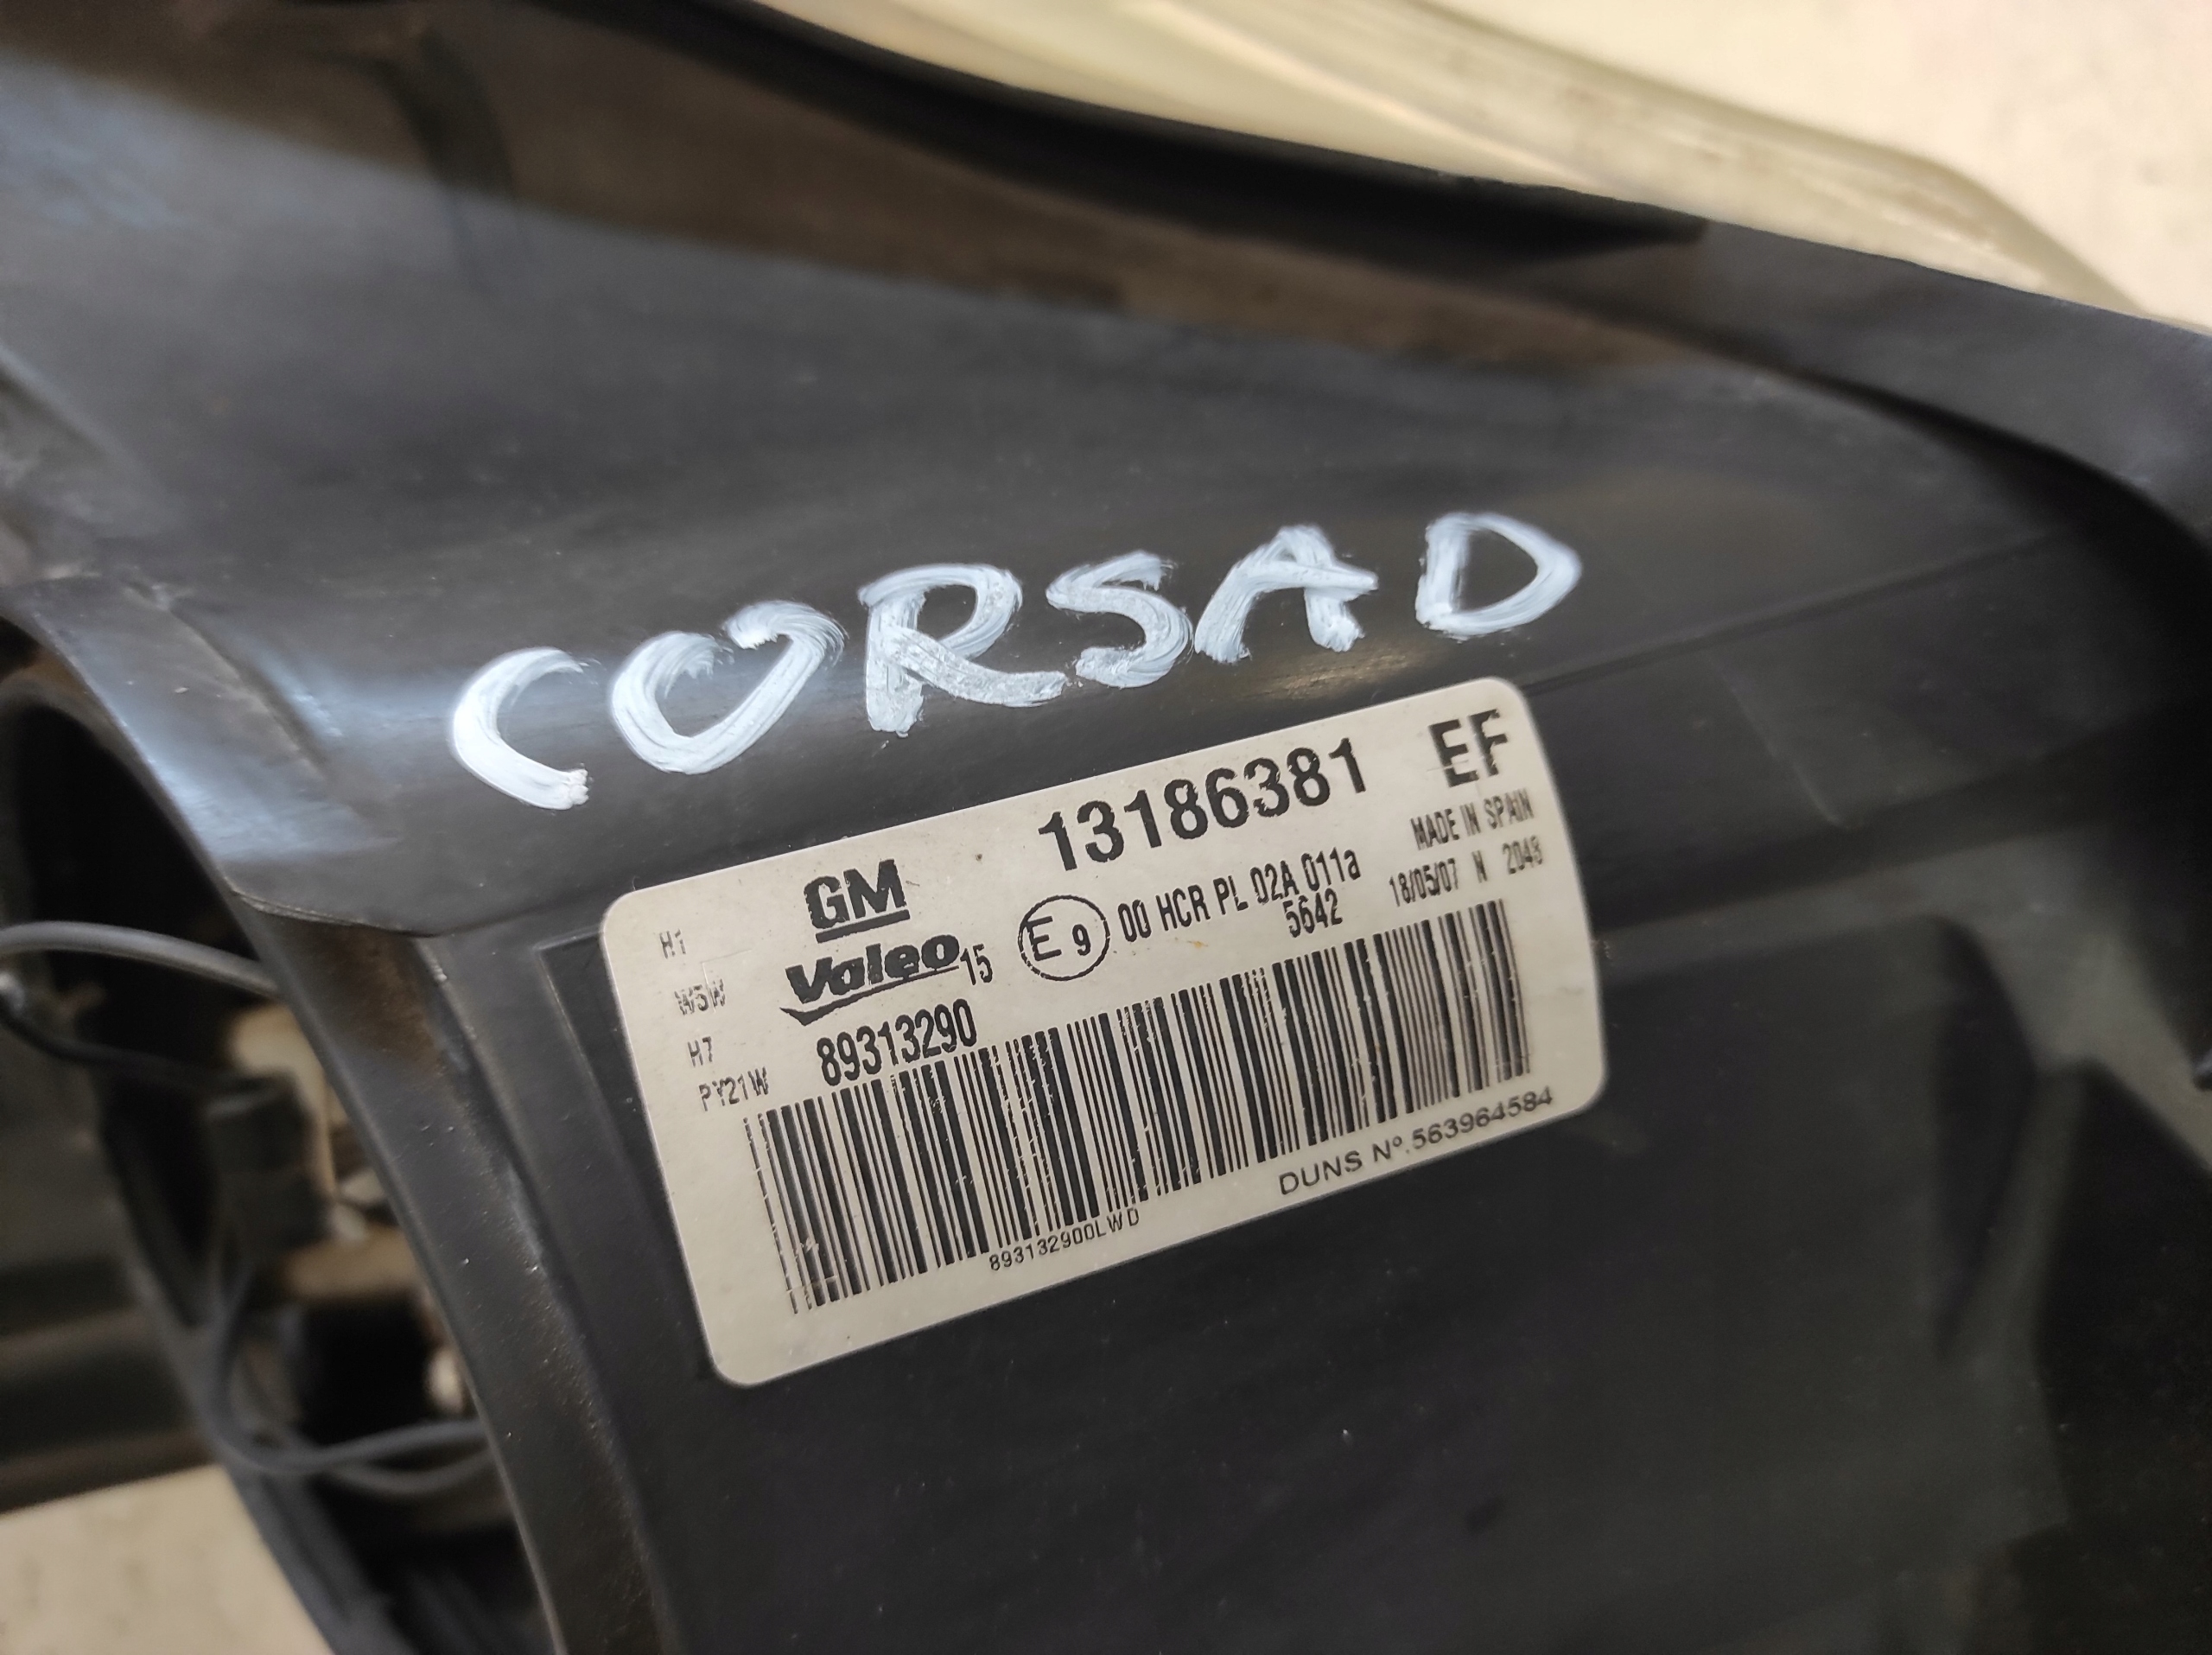 CORSA D
GM 13186381 EF
MADE IN SPAIN
H1 Valeo 15 E 9 00 HCR PL 02A 011a 18/05/07 N 2048
W5W 5642
H7 89313290
PY21W
893132900LWD DUNS Nº.563964584